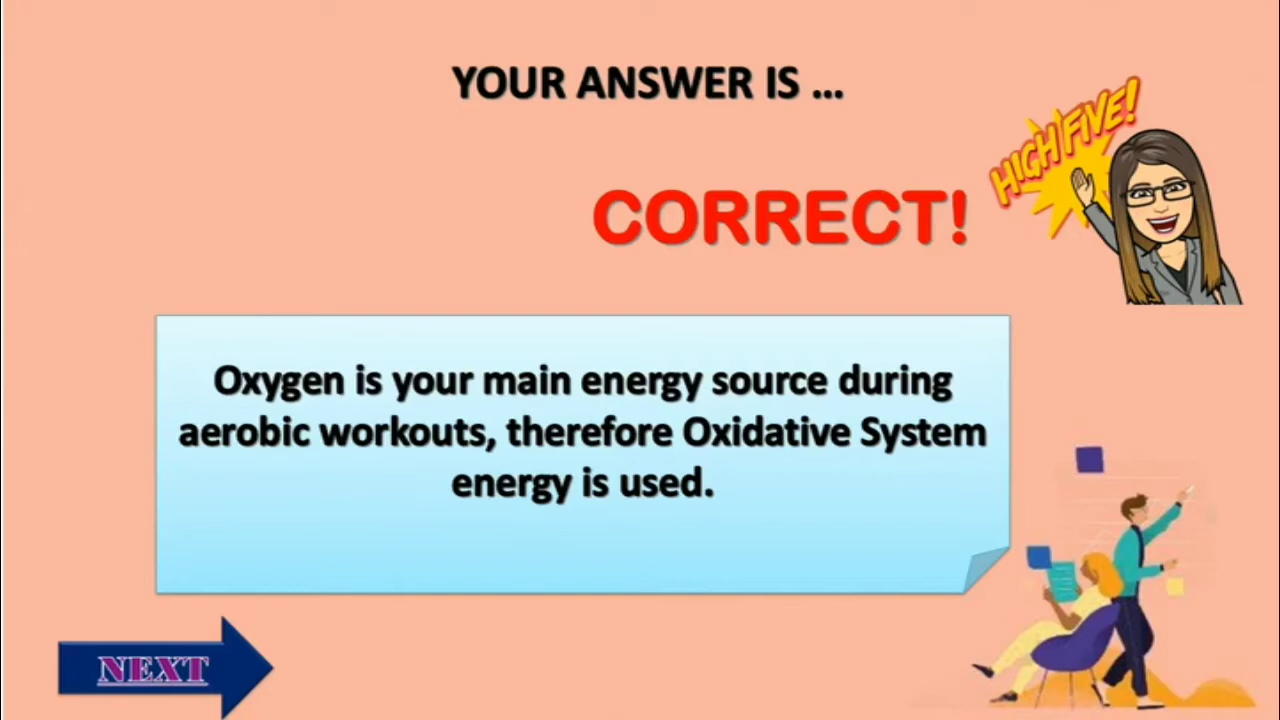 YOUR ANSWER IS ...
HIGH FIVE!
CORRECT!
Oxygen is your main energy source during
aerobic workouts, therefore Oxidative System
energy is used.
NEXT